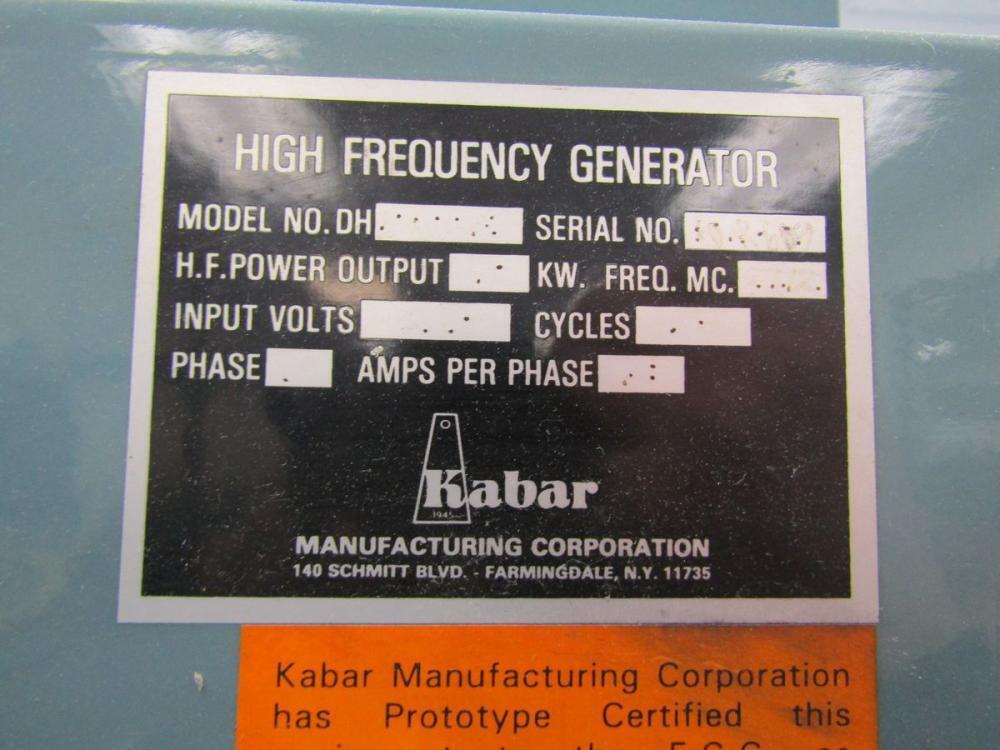 HIGH FREQUENCY GENERATOR
MODEL NO. DH SERIAL NO.
H.F. POWER OUTPUT KW. FREQ. MC.
INPUT VOLTS CYCLES
PHASE AMPS PER PHASE
Kabar
1945
MANUFACTURING CORPORATION
140 SCHMITT BLVD. - FARMINGDALE, N.Y. 11735
Kabar Manufacturing Corporation
has Prototype Certified this